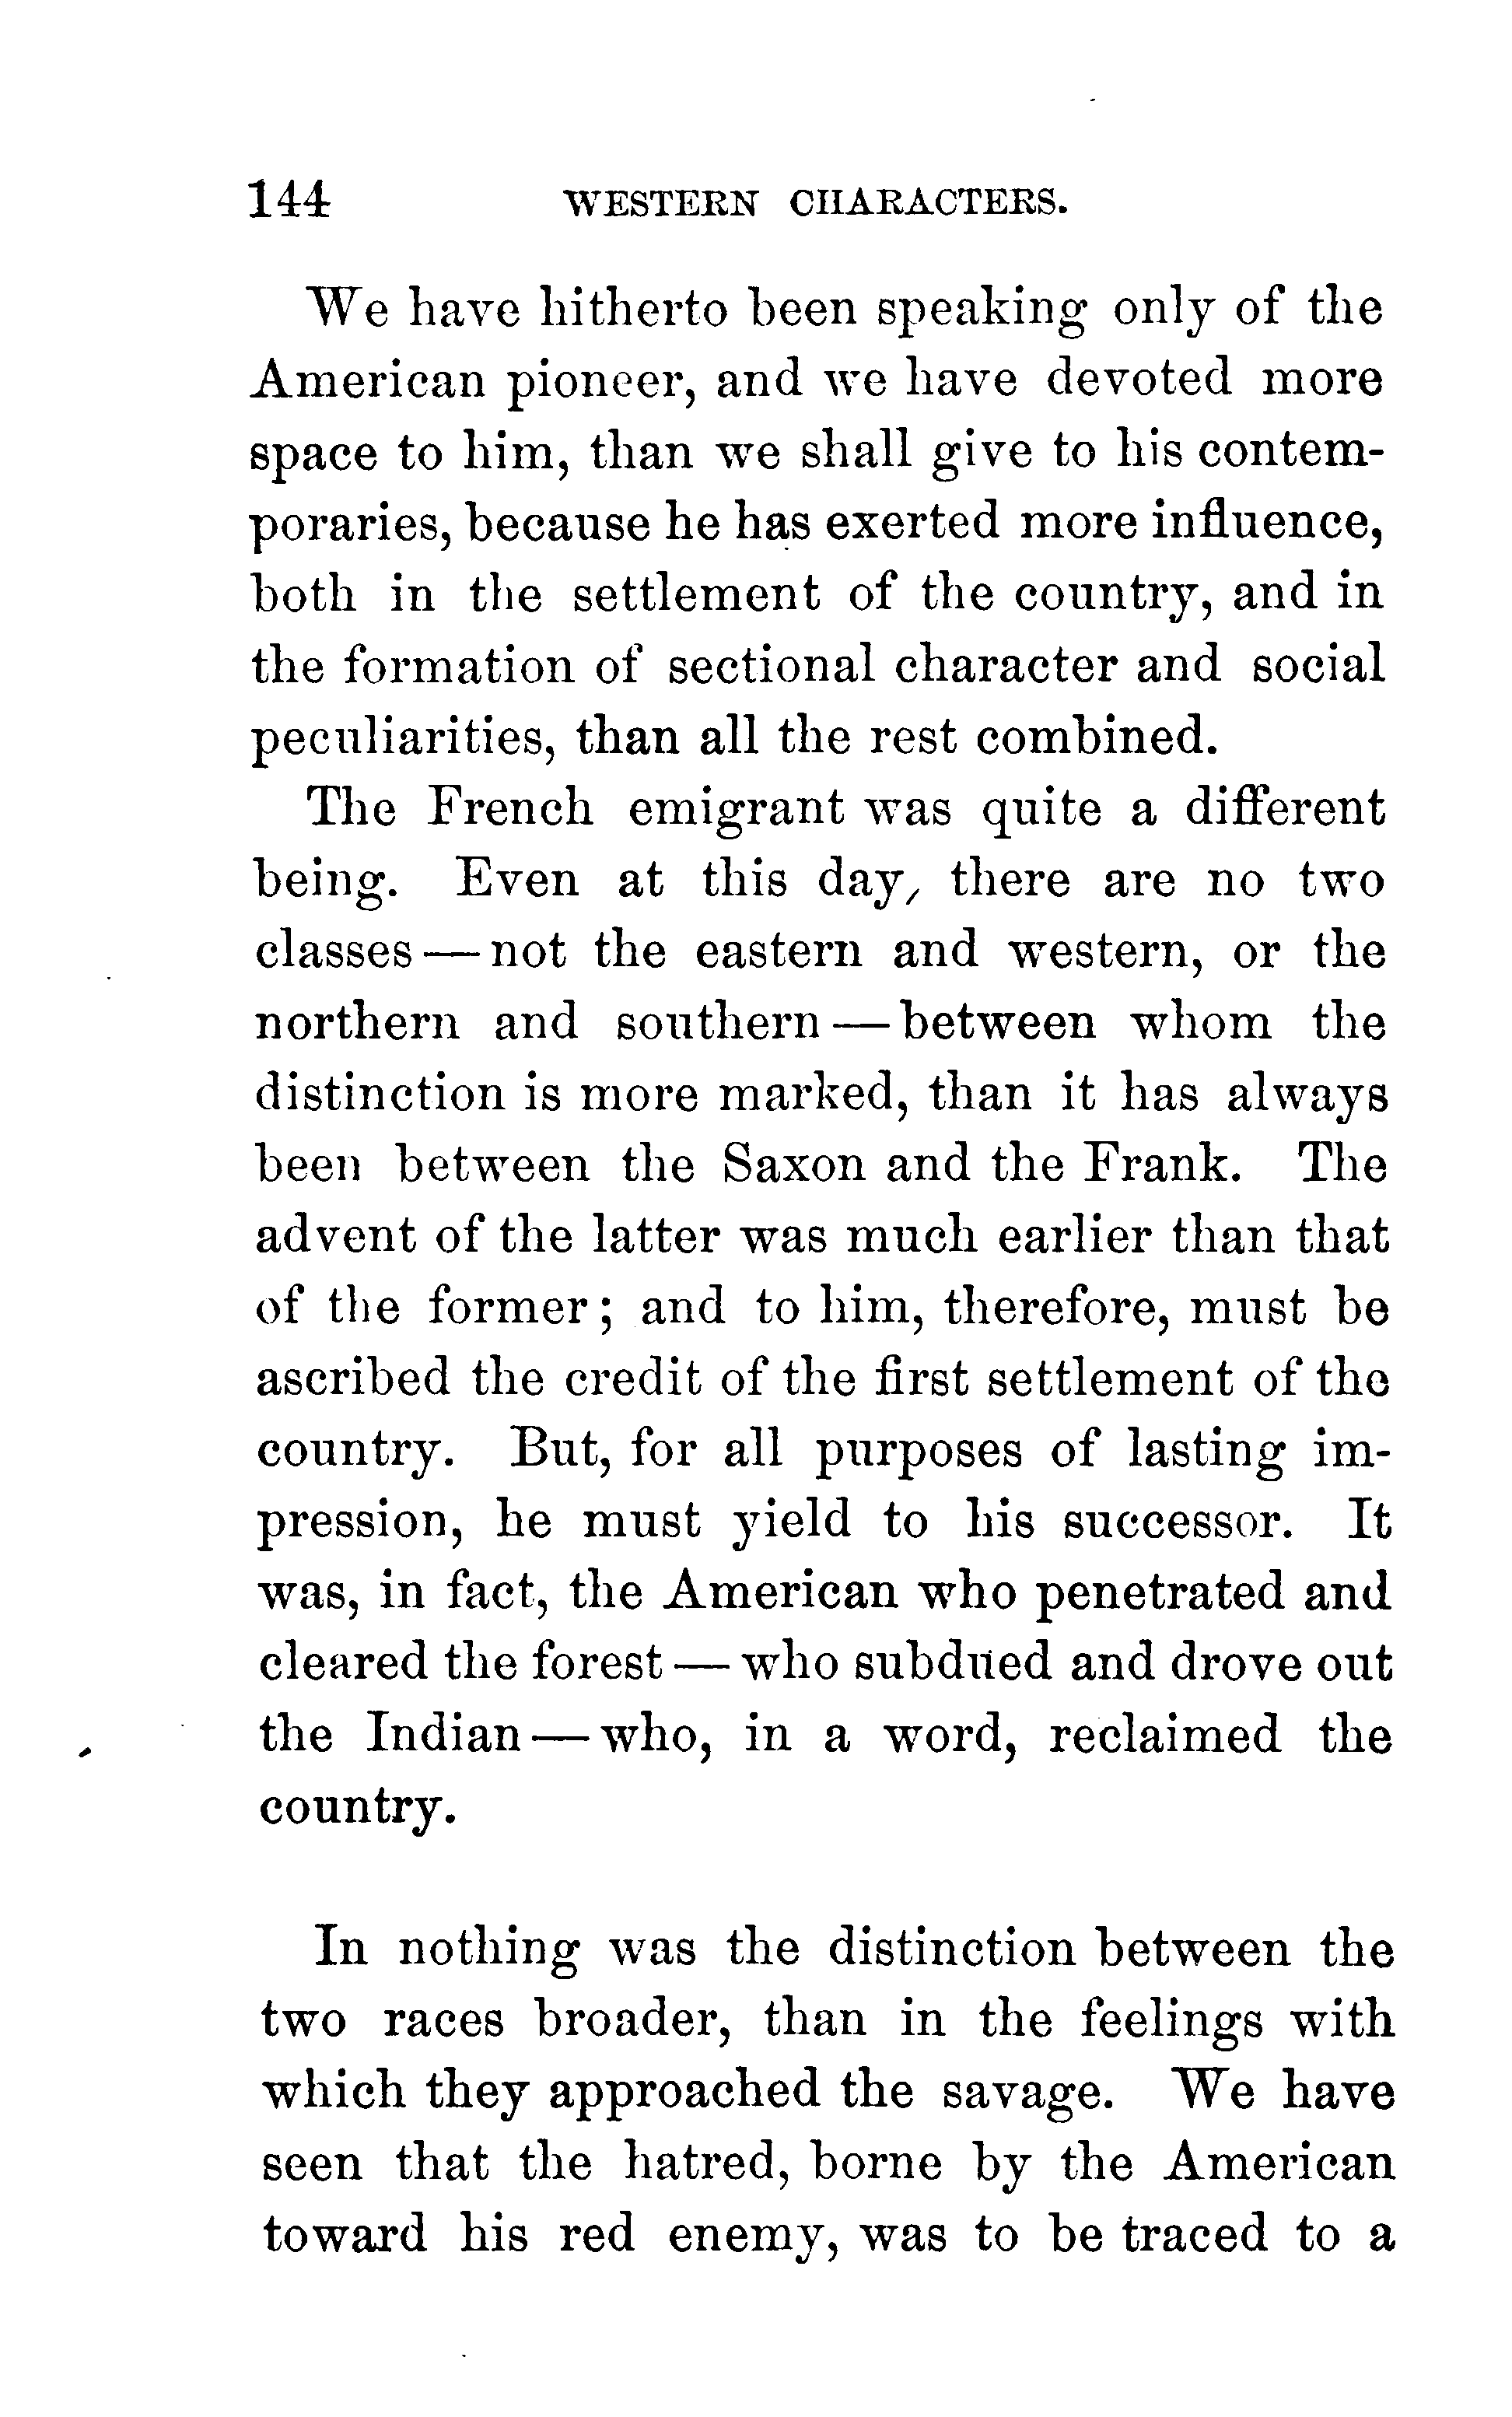 144 WESTERN CHARACTERS.
We have hitherto been speaking only of the
American pioneer, and we have devoted more
space to him, than we shall give to his contem-
poraries, because he has exerted more influence,
both in the settlement of the country, and in
the formation of sectional character and social
peculiarities, than all the rest combined.
The French emigrant was quite a different
being. Even at this day, there are no two
classes — not the eastern and western, or the
northern and southern — between whom the
distinction is more marked, than it has always
been between the Saxon and the Frank. The
advent of the latter was much earlier than that
of the former; and to him, therefore, must be
ascribed the credit of the first settlement of the
country. But, for all purposes of lasting im-
pression, he must yield to his successor. It
was, in fact, the American who penetrated and
cleared the forest — who subdued and drove out
the Indian — who, in a word, reclaimed the
country.
In nothing was the distinction between the
two races broader, than in the feelings with
which they approached the savage. We have
seen that the hatred, borne by the American
toward his red enemy, was to be traced to a